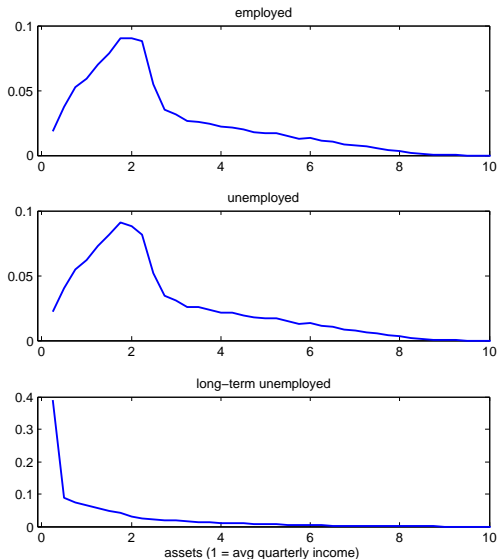 employed
0.1
0.05
0
0 2 4 6 8 10
unemployed
0.1
0.05
0
0 2 4 6 8 10
long−term unemployed
0.4
0.3
0.2
0.1
0
0 2 4 6 8 10
assets (1 = avg quarterly income)